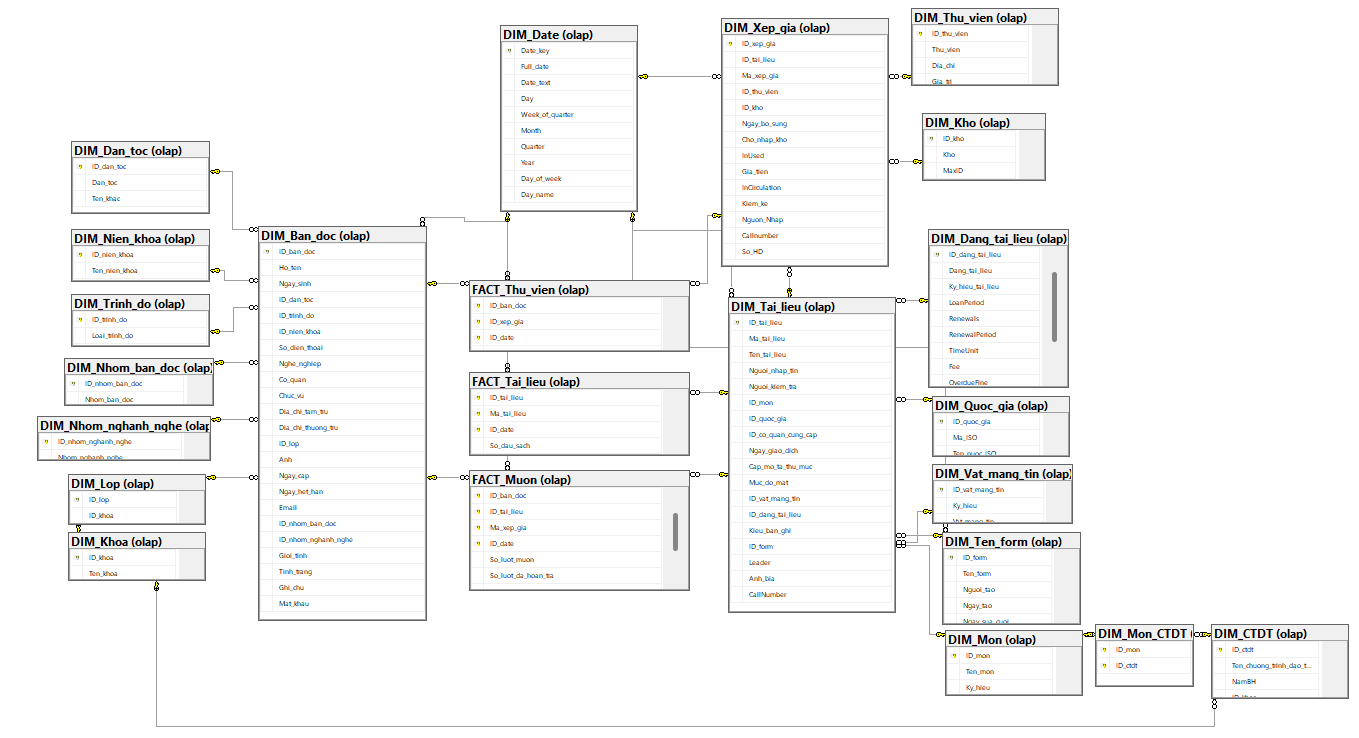 DIM_Date (olap)
Date_key
Full_date
Date_text
Day
Week_of_quarter
Month
Quarter
Year
Day_of_week
Day_name
DIM_Xep_gia (olap)
ID_xep_gia
ID_tai_lieu
Ma_xep_gia
ID_thu_vien
ID_kho
Ngay_bo_sung
Cho_nhap_kho
InUsed
Gia_tien
InCirculation
Kiem_ke
Nguon_Nhap
Callnumber
So_HD
DIM_Thu_vien (olap)
ID_thu_vien
Thu_vien
Dia_chi
DIM_Kho (olap)
ID_kho
Kho
MaxID
DIM_Dan_toc (olap)
ID_dan_toc
Dan_toc
Ten_khac
DIM_Nien_khoa (olap)
ID_nien_khoa
Ten_nien_khoa
DIM_Trinh_do (olap)
ID_trinh_do
Loai_trinh_do
DIM_Nhom_ban_doc (olap)
ID_nhom_ban_doc
Nhom_ban_doc
DIM_Nhom_nghanh_nghe (olap
ID_nhom_nghanh_nghe
Nhom_nghanh_nghe
DIM_Lop (olap)
ID_lop
ID_khoa
DIM_Khoa (olap)
ID_khoa
Ten_khoa
DIM_Ban_doc (olap)
ID_ban_doc
Ho_ten
Ngay_sinh
ID_dan_toc
ID_trinh_do
ID_nien_khoa
So_dien_thoai
Nghe_nghiep
Co_quan
Chuc_vu
Dia_chi_tam_tru
Dia_chi_thuong_tru
ID_lop
Anh
Ngay_cap
Ngay_het_han
Email
ID_nhom_ban_doc
ID_nhom_nghanh_nghe
Gioi_tinh
Tinh_trang
Ghi_chu
Mat_khau
FACT_Thu_vien (olap)
ID_ban_doc
ID_xep_gia
ID_date
FACT_Tai_lieu (olap)
ID_tai_lieu
Ma_tai_lieu
ID_date
So_dau_sach
FACT_Muon (olap)
ID_ban_doc
ID_tai_lieu
Ma_xep_gia
ID_date
So_luot_muon
So_luot_da_hoan_tra
DIM_Tai_lieu (olap)
ID_tai_lieu
Ma_tai_lieu
Ten_tai_lieu
Nguoi_nhap_tin
Nguoi_kiem_tra
ID_mon
ID_quoc_gia
ID_co_quan_cung_cap
Ngay_giao_dich
Cap_mo_ta_thu_muc
Muc_do_mat
ID_vat_mang_tin
ID_dang_tai_lieu
Kieu_ban_ghi
ID_form
Leader
Anh_bia
CallNumber
DIM_Dang_tai_lieu (olap)
ID_dang_tai_lieu
Dang_tai_lieu
Ky_hieu_tai_lieu
LoanPeriod
Renewals
RenewalPeriod
TimeUnit
Fee
OverdueFine
DIM_Quoc_gia (olap)
ID_quoc_gia
Ma_ISO
Ten_quoc_ISO
DIM_Vat_mang_tin (olap)
ID_vat_mang_tin
Ky_hieu
Vat_mang_tin
DIM_Ten_form (olap)
ID_form
Ten_form
Nguoi_tao
Ngay_tao
Ngay_sua_cuoi
DIM_Mon (olap)
ID_mon
Ten_mon
Ky_hieu
DIM_Mon_CTDT (
ID_mon
ID_ctdt
DIM_CTDT (olap)
ID_ctdt
Ten_chuong_trinh_dao_t...
NamBH
ID_khoa